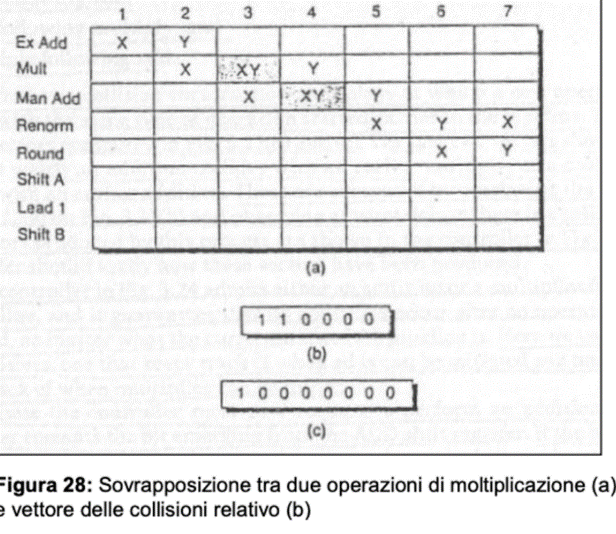 1 2 3 4 5 6 7
Ex Add X Y
Mult X XY Y
Man Add X XY Y
Renorm X Y X
Round X Y
Shift A
Lead 1
Shift B
(a)
1 1 0 0 0 0
(b)
1 0 0 0 0 0 0 0
(c)
Figura 28: Sovrapposizione tra due operazioni di moltiplicazione (a)
e vettore delle collisioni relativo (b)